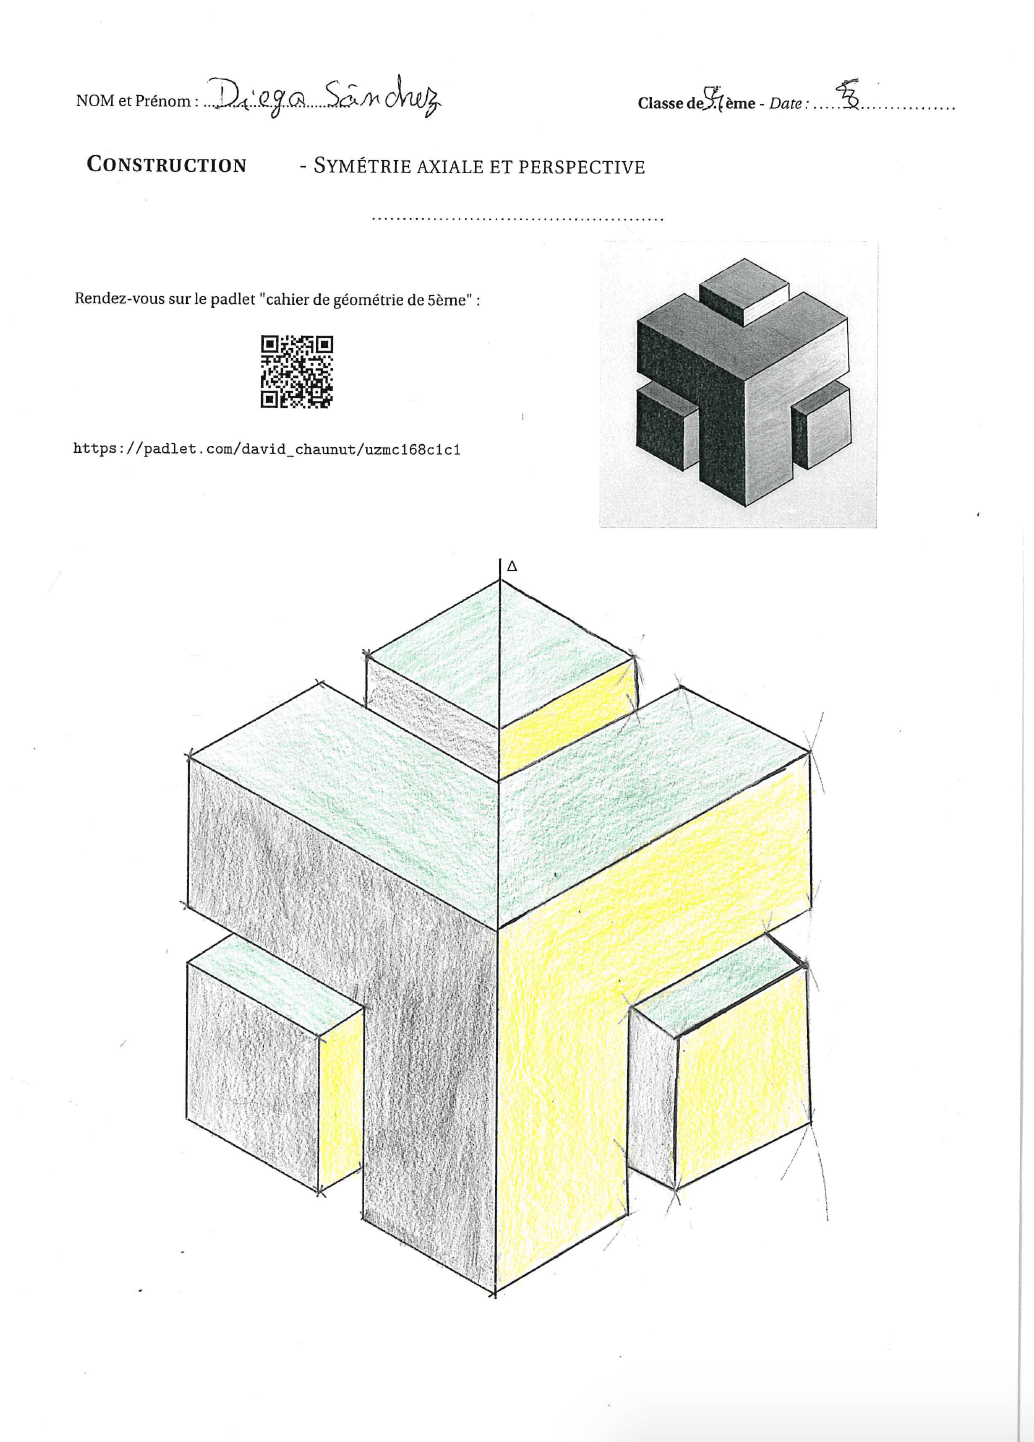 NOM et Prénom : Diego Sánchez
Classe de 5 ème - Date :
CONSTRUCTION - SYMÉTRIE AXIALE ET PERSPECTIVE
Rendez-vous sur le padlet "cahier de géométrie de 5ème" :
https://padlet.com/david_chaunut/uzmc168c1c1
Δ